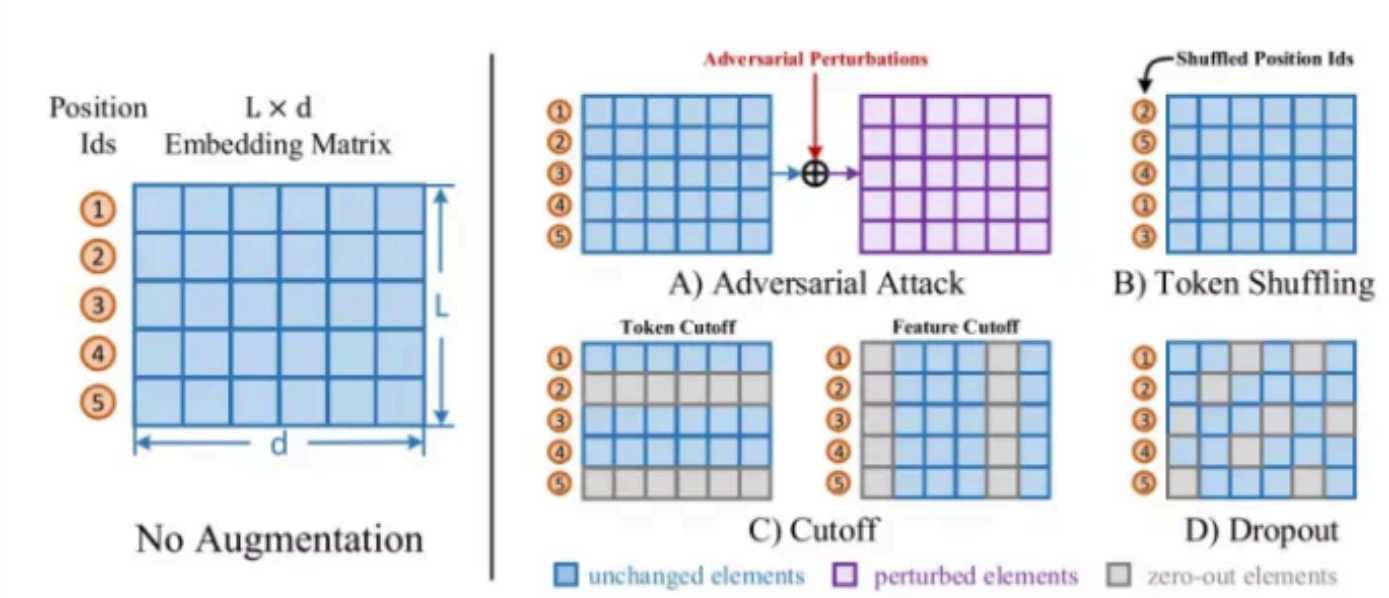 Position
Ids
L × d
Embedding Matrix
①
②
③
④
⑤
L
d
No Augmentation
Adversarial Perturbations
①
②
③
④
⑤
A) Adversarial Attack
Shuffled Position Ids
②
⑤
④
①
③
B) Token Shuffling
Token Cutoff
①
②
③
④
⑤
Feature Cutoff
①
②
③
④
⑤
C) Cutoff
①
②
③
④
⑤
D) Dropout
unchanged elements
perturbed elements
zero-out elements